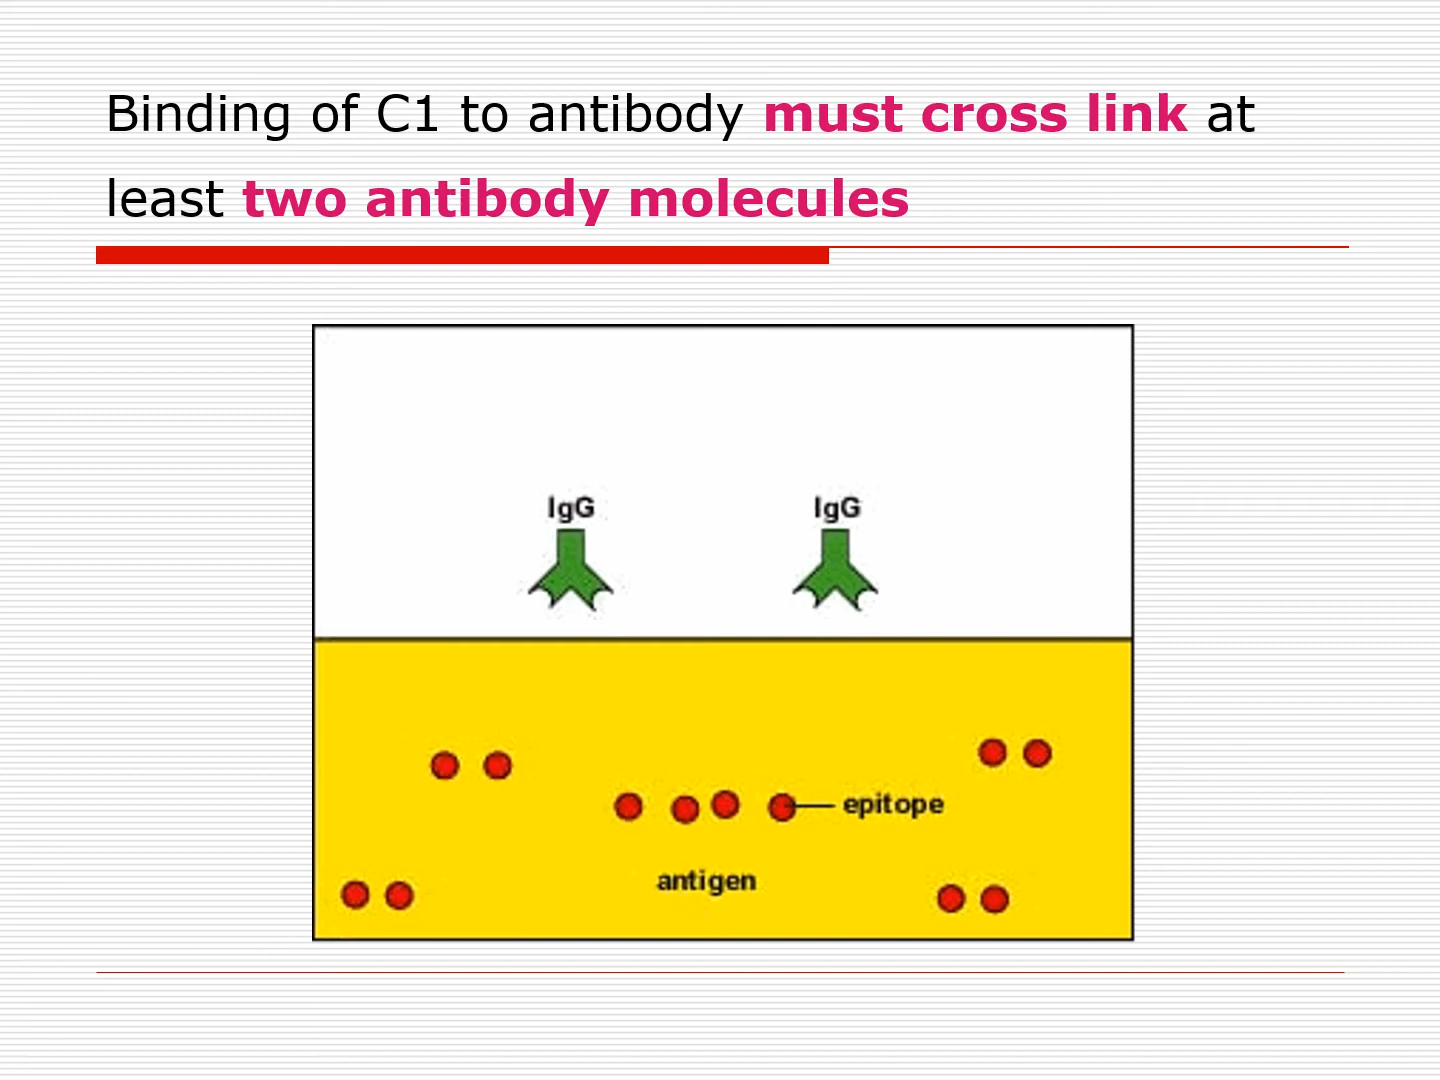 Binding of C1 to antibody must cross link at
least two antibody molecules
IgG IgG
epitope
antigen